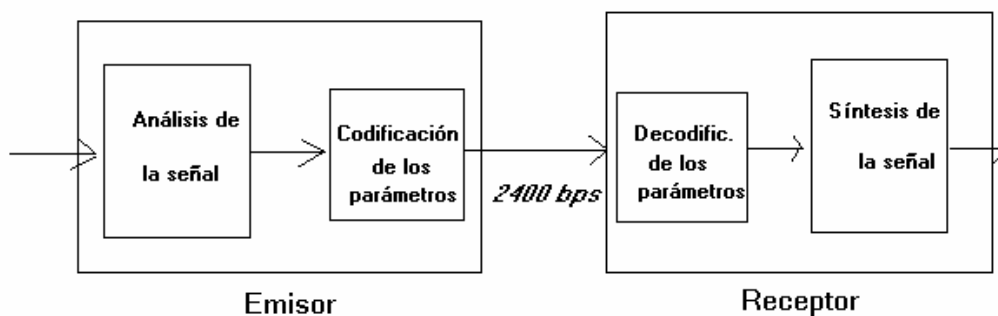 Análisis de
la señal
Codificación
de los
parámetros
2400 bps
Decodific.
de los
parámetros
Síntesis de
la señal
Emisor
Receptor